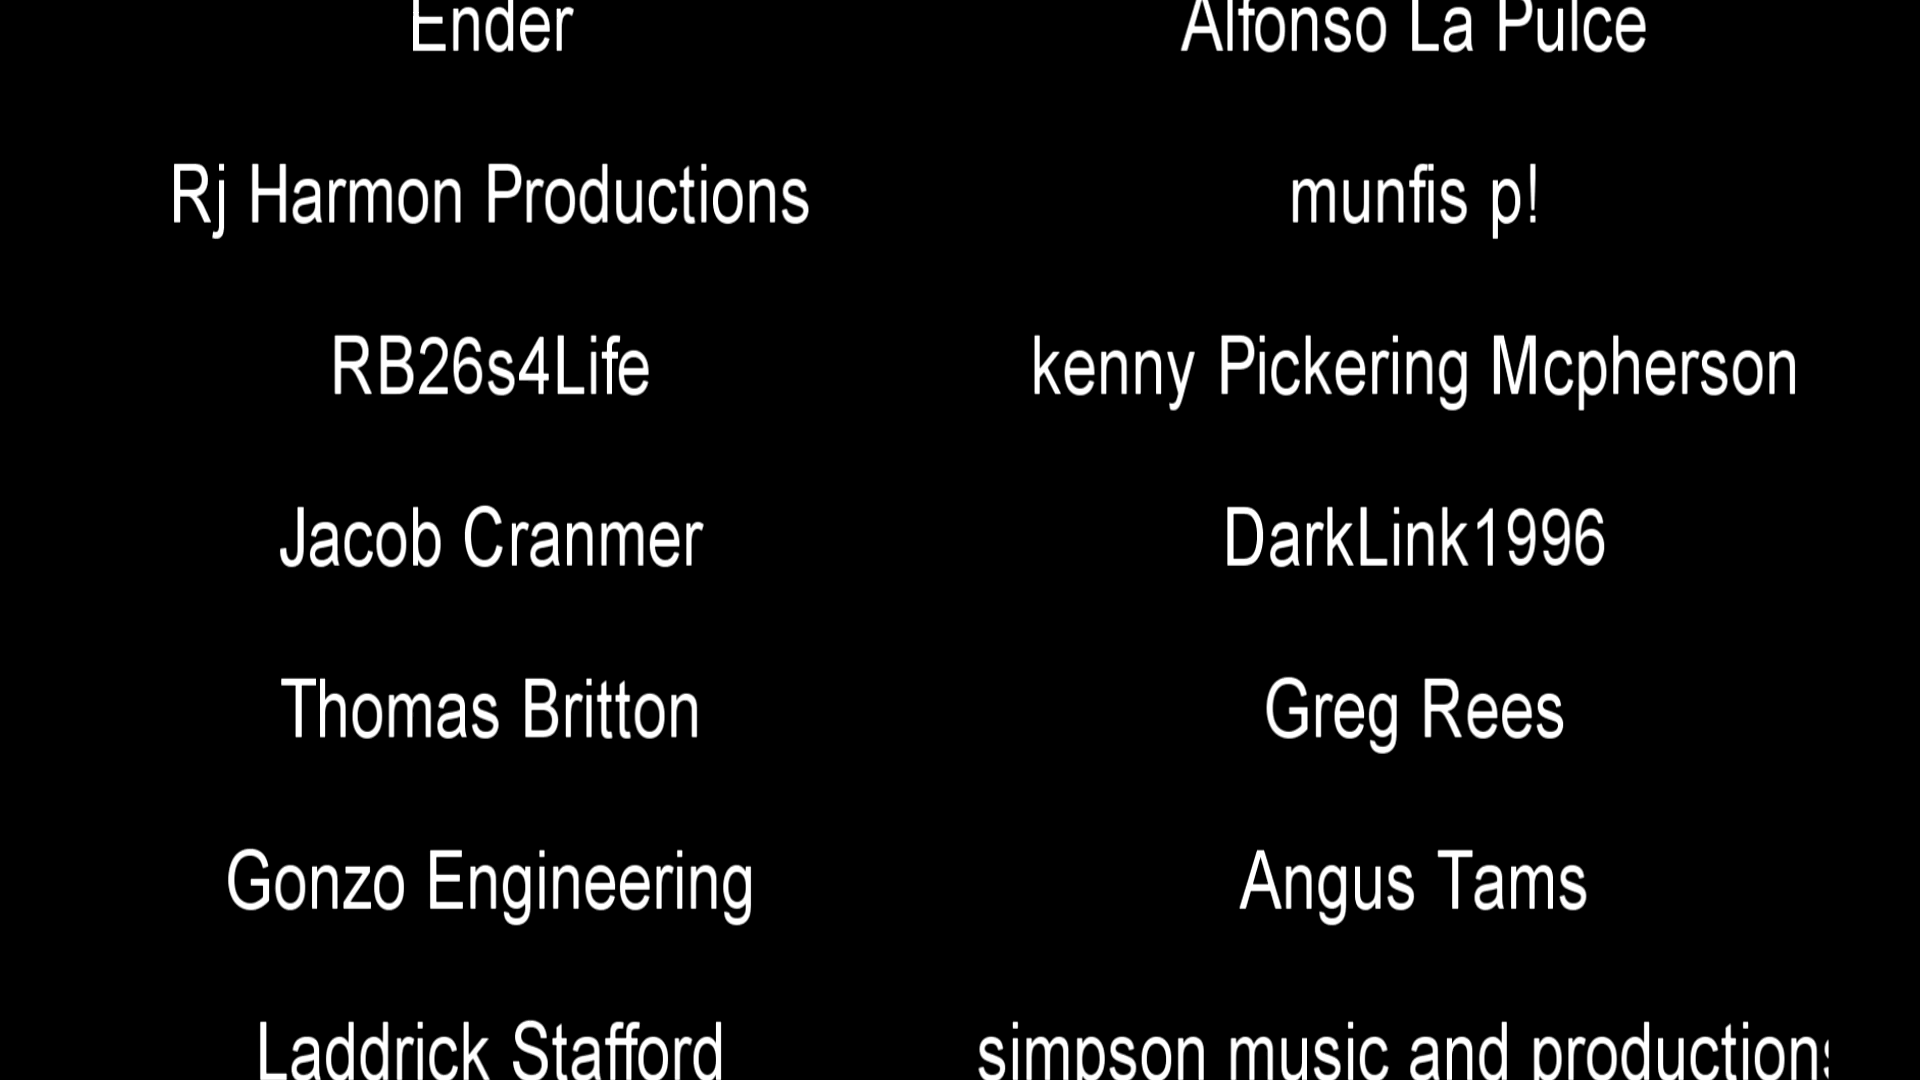 Ender Alfonso La Pulce
Rj Harmon Productions munfis p!
RB26s4Life kenny Pickering Mcpherson
Jacob Cranmer DarkLink1996
Thomas Britton Greg Rees
Gonzo Engineering Angus Tams
Laddrick Stafford simpson music and productions